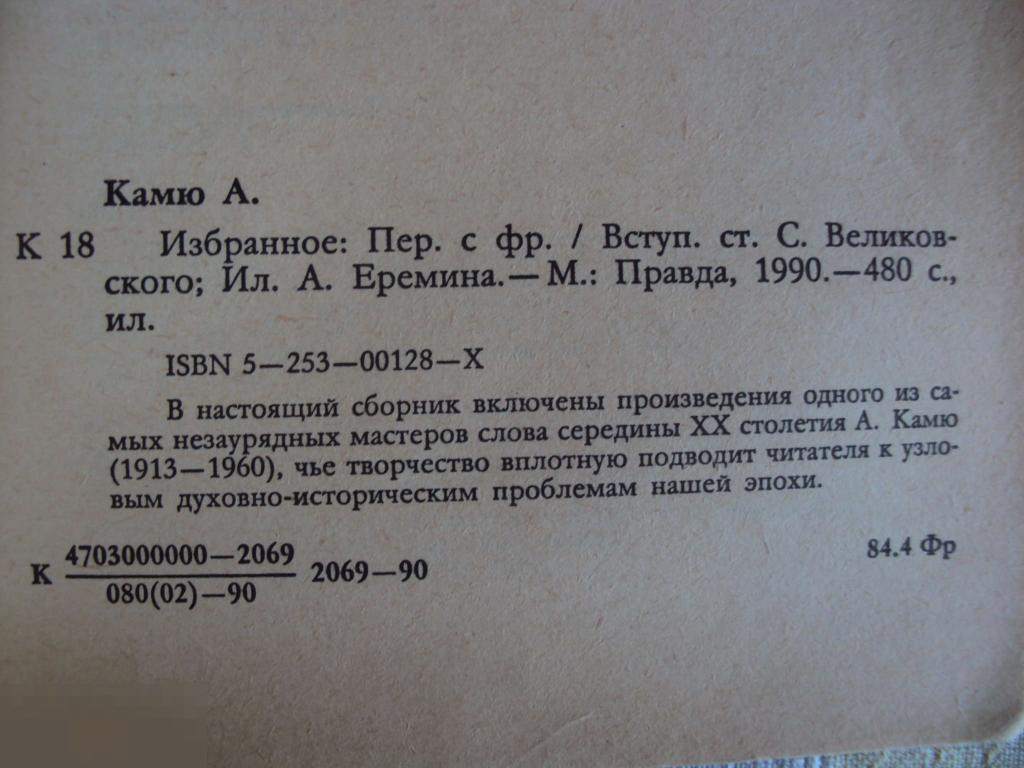 Камю А.
К 18 Избранное: Пер. с фр. / Вступ. ст. С. Великов-
ского; Ил. А. Еремина.—М.: Правда, 1990.—480 с.,
ил.
ISBN 5—253—00128—X
В настоящий сборник включены произведения одного из са-
мых незаурядных мастеров слова середины XX столетия А. Камю
(1913—1960), чье творчество вплотную подводит читателя к узло-
вым духовно-историческим проблемам нашей эпохи.
К 4703000000—2069 2069—90
080(02)—90
84.4 Фр